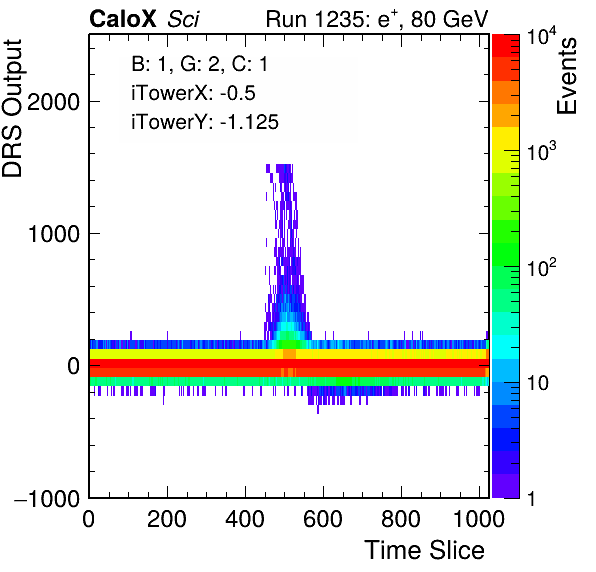 CaloX Sci
Run 1235: e⁺, 80 GeV
B: 1, G: 2, C: 1
iTowerX: -0.5
iTowerY: -1.125
DRS Output
2000
1000
0
−1000
0 200 400 600 800 1000
Time Slice
Events
10⁴
10³
10²
10
1